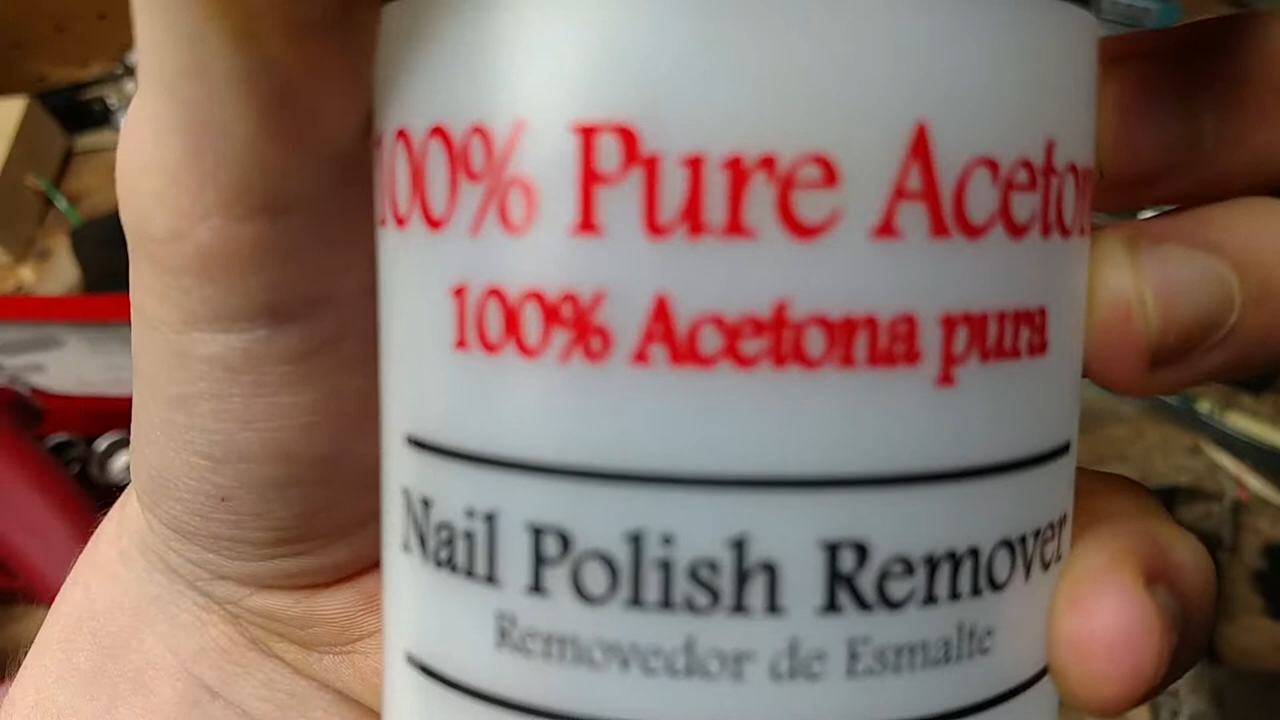 100% Pure Aceton
100% Acetona pura
Nail Polish Remover
Removedor de Esmalte